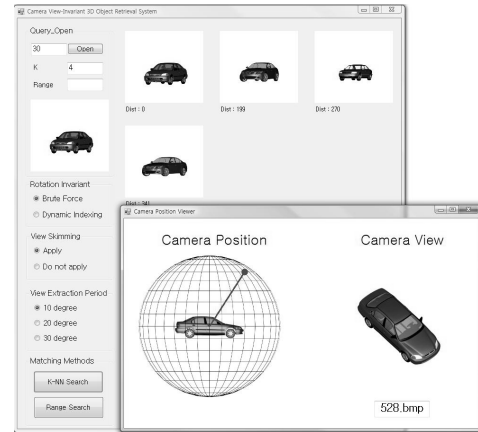 Camera View-Invariant 3D Object Retrieval System
Query_Open
30 Open
K 4
Range
Dist : 0
Dist : 199
Dist : 270
Dist : 341
Rotation Invariant
Brute Force
Dynamic Indexing
View Skimming
Apply
Do not apply
View Extraction Period
10 degree
20 degree
30 degree
Matching Methods
K-NN Search
Range Search
Camera Position Viewer
Camera Position
Camera View
528.bmp